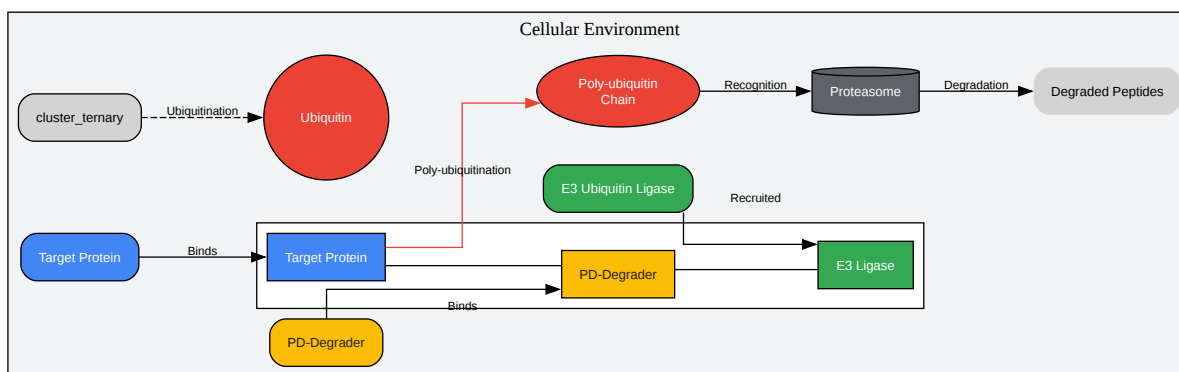 Cellular Environment
cluster_ternary
Ubiquitination
Ubiquitin
Poly-ubiquitin
Chain
Recognition
Proteasome
Degradation
Degraded Peptides
Poly-ubiquitination
E3 Ubiquitin Ligase
Recruited
Target Protein
Binds
Target Protein
PD-Degrader
E3 Ligase
Binds
PD-Degrader